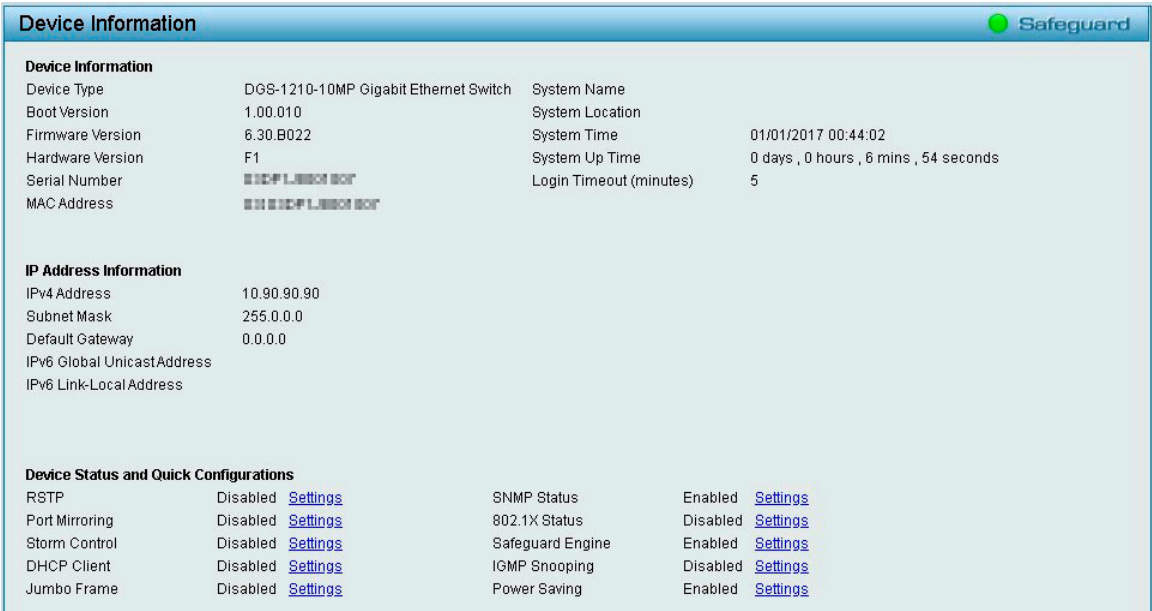 Device Information
Safeguard
Device Information
Device Type DGS-1210-10MP Gigabit Ethernet Switch System Name
Boot Version 1.00.010 System Location
Firmware Version 6.30.B022 System Time 01/01/2017 00:44:02
Hardware Version F1 System Up Time 0 days , 0 hours , 6 mins , 54 seconds
Serial Number Login Timeout (minutes) 5
MAC Address
IP Address Information
IPv4 Address 10.90.90.90
Subnet Mask 255.0.0.0
Default Gateway 0.0.0.0
IPv6 Global Unicast Address
IPv6 Link-Local Address
Device Status and Quick Configurations
RSTP Disabled Settings SNMP Status Enabled Settings
Port Mirroring Disabled Settings 802.1X Status Disabled Settings
Storm Control Disabled Settings Safeguard Engine Enabled Settings
DHCP Client Disabled Settings IGMP Snooping Disabled Settings
Jumbo Frame Disabled Settings Power Saving Enabled Settings